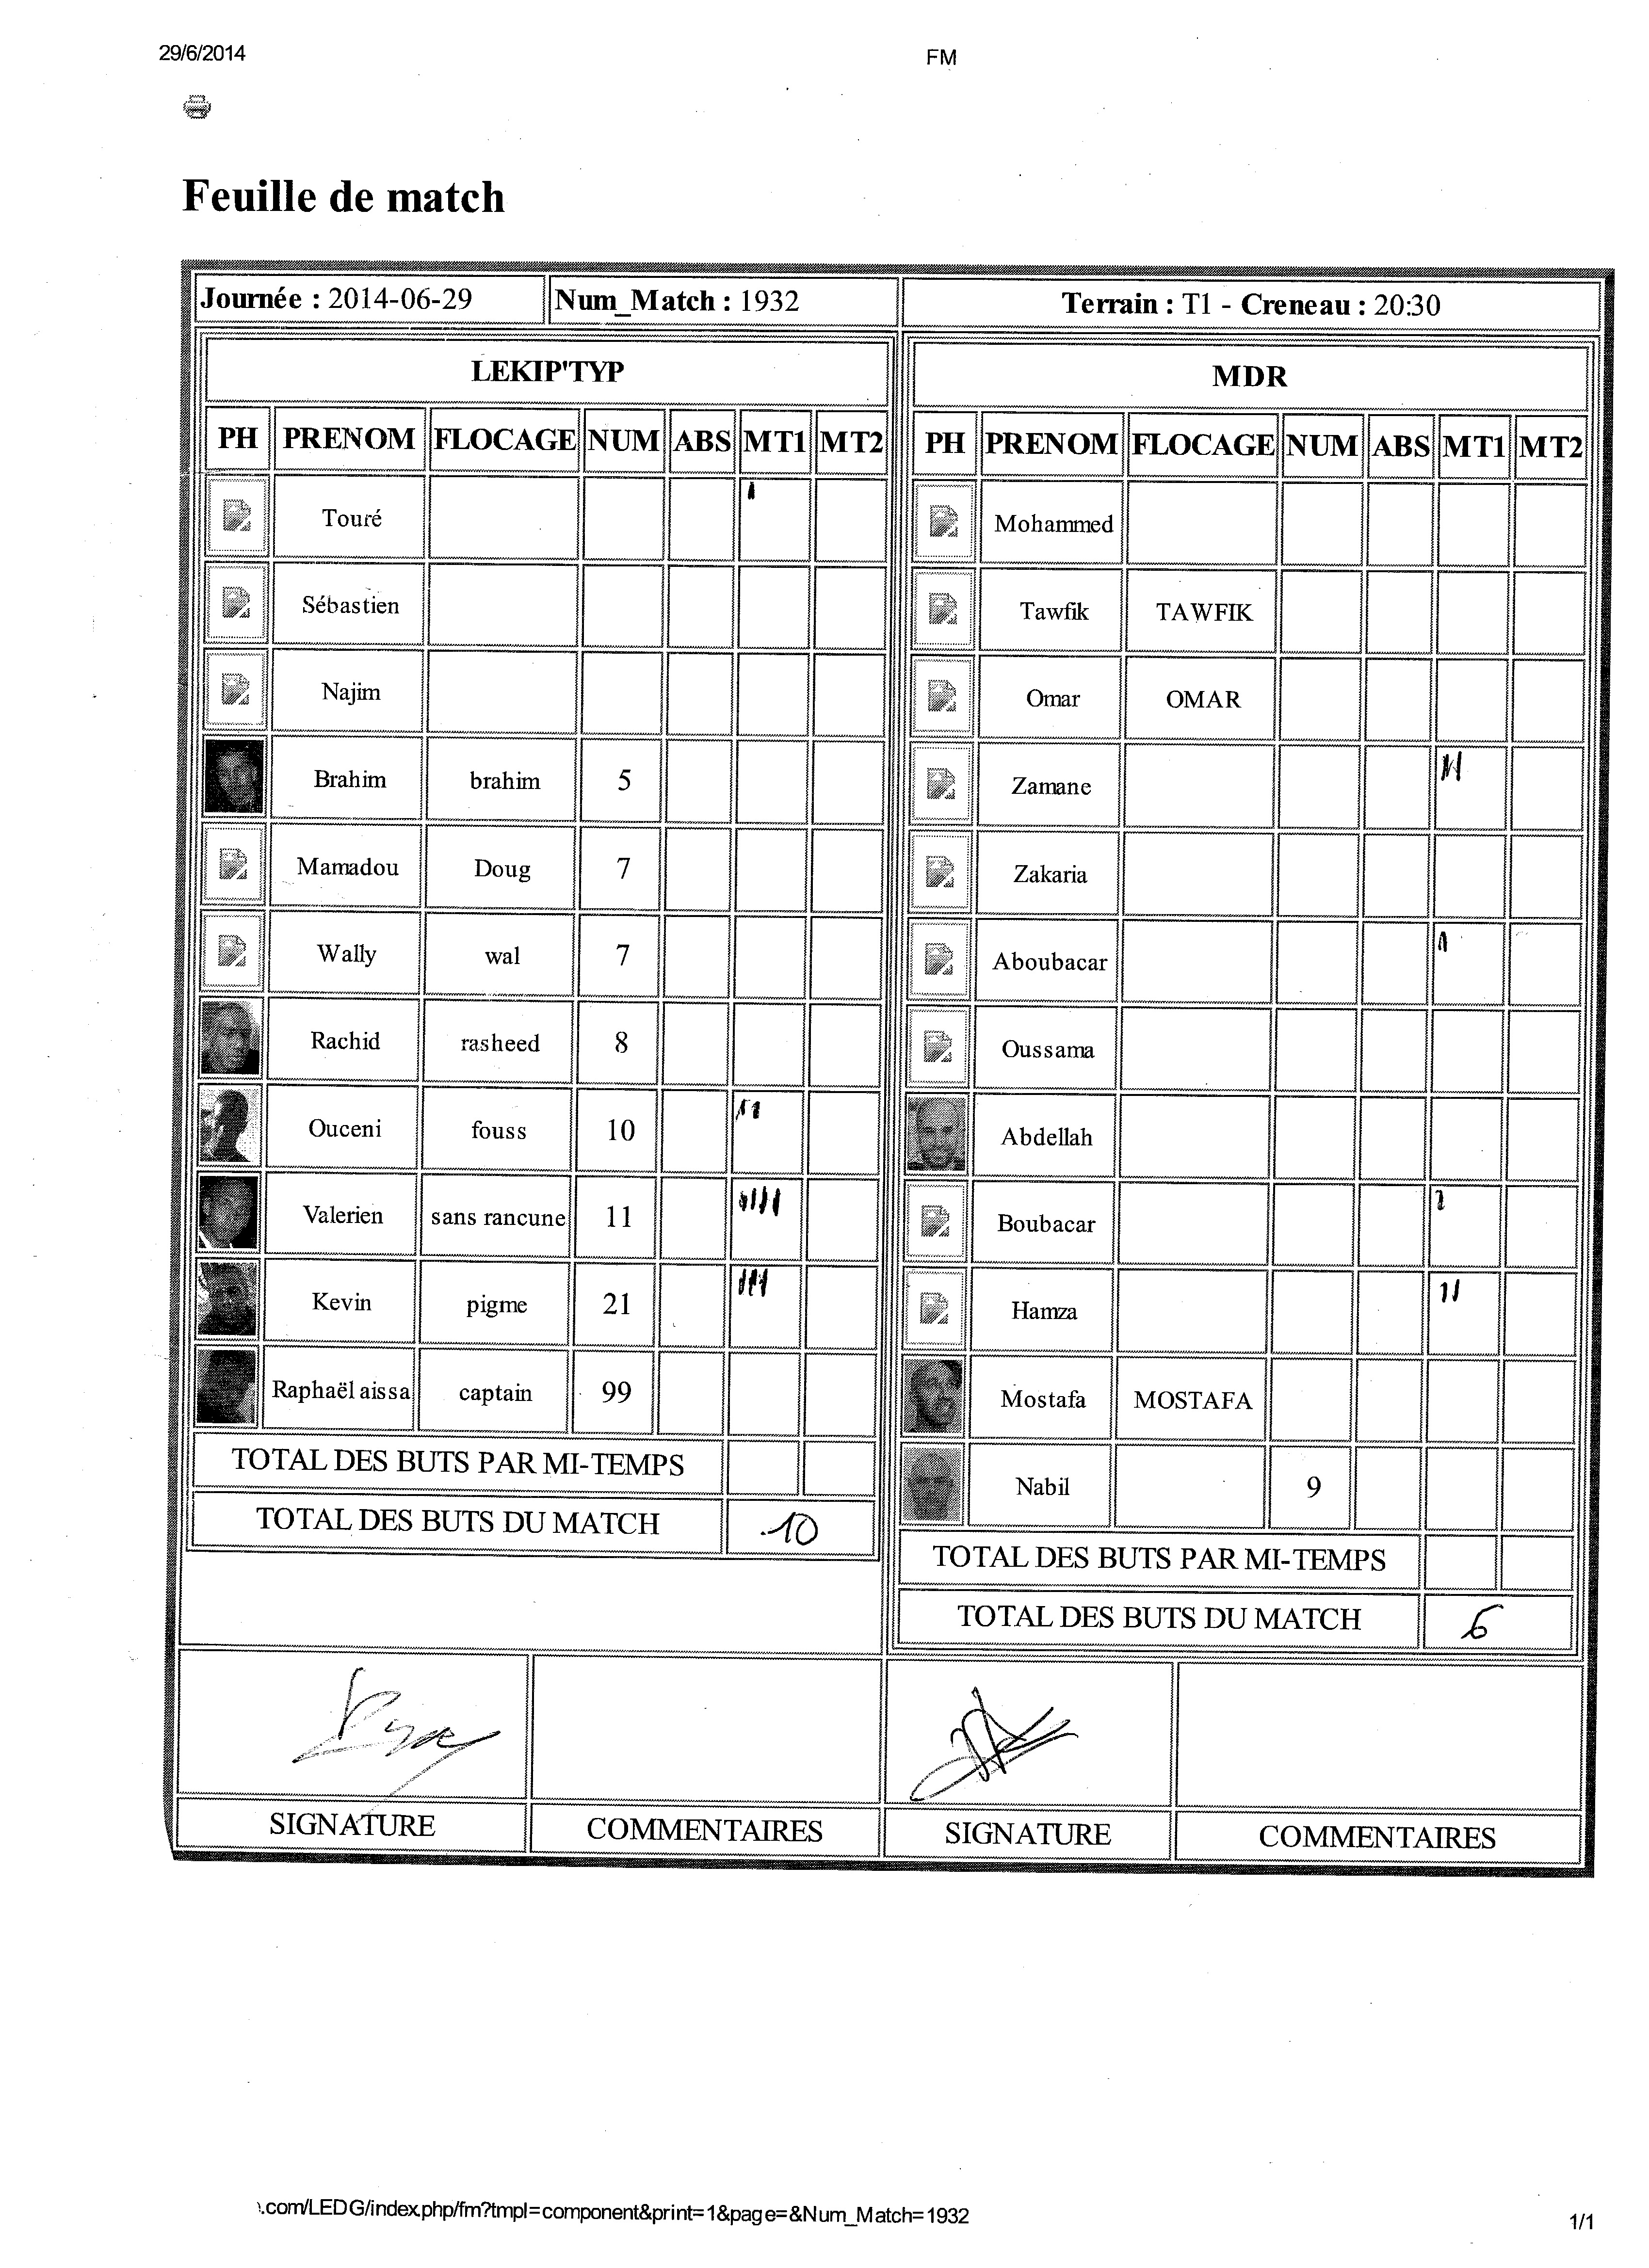 29/6/2014 FM
Feuille de match
Journée : 2014-06-29 Num_Match : 1932 Terrain : T1 - Creneau : 20:30
LEKIP'TYP MDR
PH PRENOM FLOCAGE NUM ABS MT1 MT2 PH PRENOM FLOCAGE NUM ABS MT1 MT2
Touré Mohammed
Sébastien Tawfik TAWFIK
Najim Omar OMAR
Brahim brahim 5 Zamane
Mamadou Doug 7 Zakaria
Wally wal 7 Aboubacar
Rachid rasheed 8 Oussama
Ouceni fouss 10 Abdellah
Valerien sans rancune 11 Boubacar
Kevin pigme 21 Hamza
Raphaël aissa captain 99 Mostafa MOSTAFA
TOTAL DES BUTS PAR MI-TEMPS Nabil 9
TOTAL DES BUTS DU MATCH 10
TOTAL DES BUTS PAR MI-TEMPS
TOTAL DES BUTS DU MATCH 6
SIGNATURE COMMENTAIRES SIGNATURE COMMENTAIRES
.com/LEDG/index.php/fm?tmpl=component&print=1&page=&Num_Match=1932 1/1